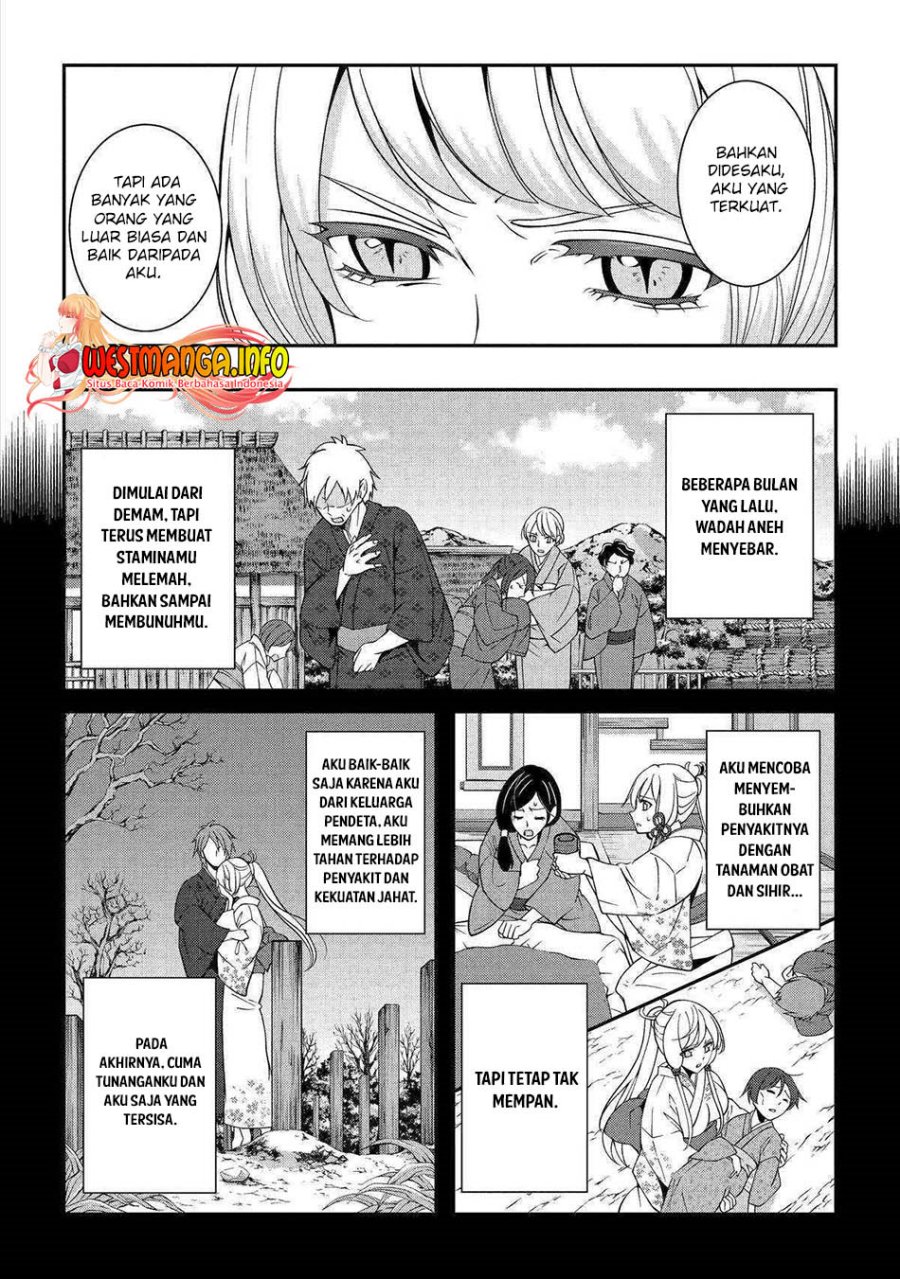 BAHKAN
DIDESAKU,
AKU YANG
TERKUAT.
TAPI ADA
BANYAK YANG
ORANG YANG
LUAR BIASA DAN
BAIK DARIPADA
AKU.
WESTMANGA.INFO
Situs Baca Komik Berbahasa Indonesia
BEBERAPA BULAN
YANG LALU,
WADAH ANEH
MENYEBAR.
DIMULAI DARI
DEMAM, TAPI
TERUS MEMBUAT
STAMINAMU
MELEMAH,
BAHKAN SAMPAI
MEMBUNUHMU.
AKU MENCOBA
MENYEM-
BUHKAN
PENYAKITNYA
DENGAN
TANAMAN OBAT
DAN SIHIR...
TAPI TETAP TAK
MEMPAN.
AKU BAIK-BAIK
SAJA KARENA AKU
DARI KELUARGA
PENDETA, AKU
MEMANG LEBIH
TAHAN TERHADAP
PENYAKIT DAN
KEKUATAN JAHAT.
PADA
AKHIRNYA, CUMA
TUNANGANKU DAN
AKU SAJA YANG
TERSISA.